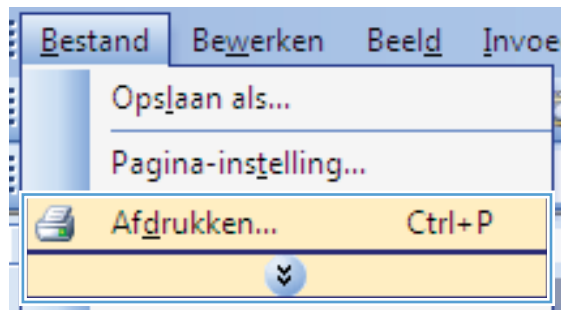 Bestand Bewerken Beeld Invoe
Opslaan als...
Pagina-instelling...
Afdrukken... Ctrl+P